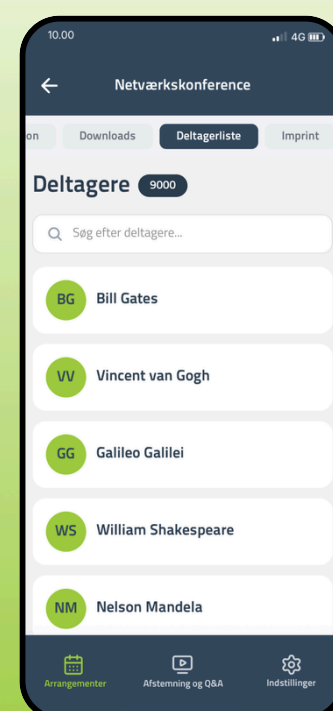 10.00
4G
Netværkskonference
on Downloads Deltagerliste Imprint
Deltagere 9000
Søg efter deltagere...
BG Bill Gates
VV Vincent van Gogh
GG Galileo Galilei
WS William Shakespeare
NM Nelson Mandela
Arrangementer Afstemning og Q&A Indstillinger